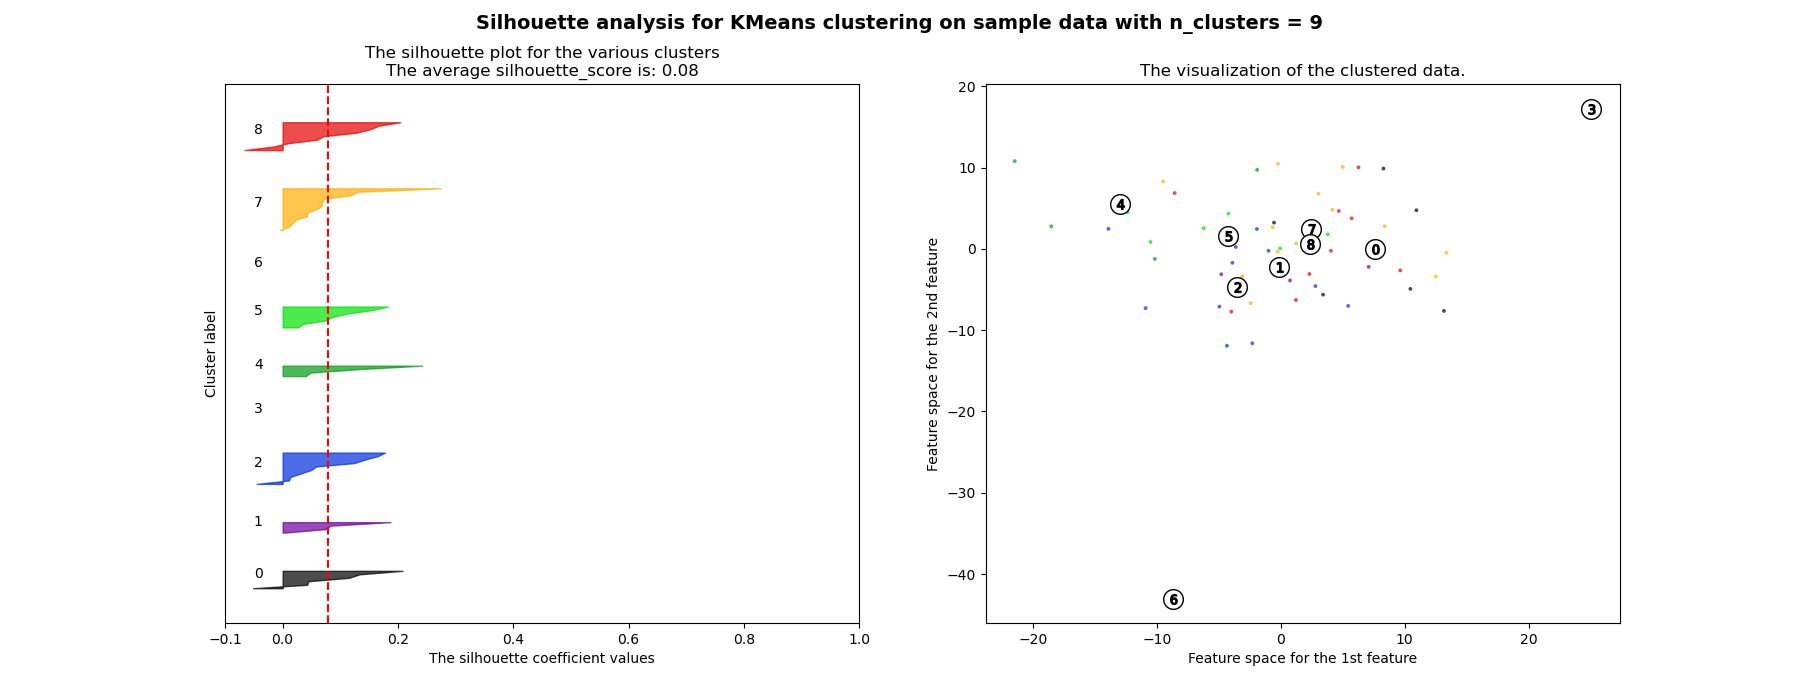 Silhouette analysis for KMeans clustering on sample data with n_clusters = 9
The silhouette plot for the various clusters
The average silhouette_score is: 0.08
8
7
6
5
4
3
2
1
0
Cluster label
−0.1 0.0 0.2 0.4 0.6 0.8 1.0
The silhouette coefficient values
The visualization of the clustered data.
20
10
0
−10
−20
−30
−40
Feature space for the 2nd feature
3
4
7
5
8
0
1
2
6
−20 −10 0 10 20
Feature space for the 1st feature